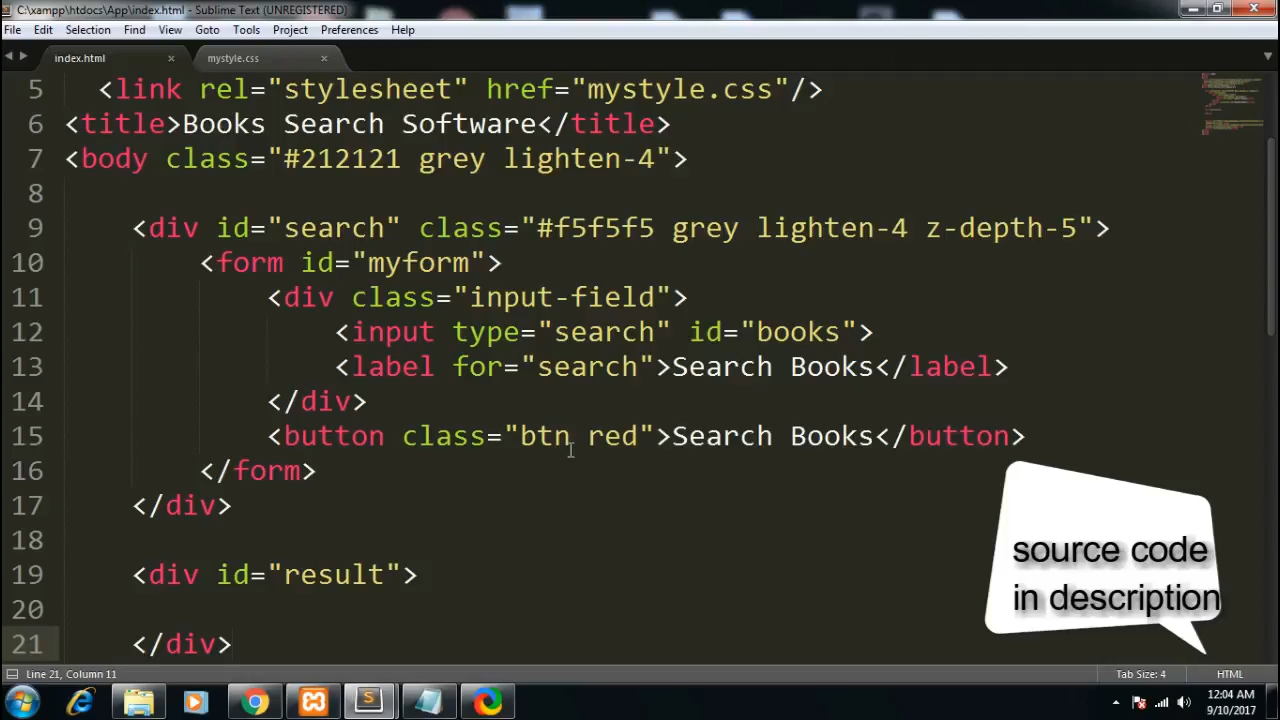 C:\xampp\htdocs\App\index.html - Sublime Text (UNREGISTERED)
File Edit Selection Find View Goto Tools Project Preferences Help
index.html mystyle.css
5 <link rel="stylesheet" href="mystyle.css"/>
6 <title>Books Search Software</title>
7 <body class="#212121 grey lighten-4">
8
9 <div id="search" class="#f5f5f5 grey lighten-4 z-depth-5">
10 <form id="myform">
11 <div class="input-field">
12 <input type="search" id="books">
13 <label for="search">Search Books</label>
14 </div>
15 <button class="btn red">Search Books</button>
16 </form>
17 </div>
18
19 <div id="result">
20
21 </div>
source code
in description
Line 21, Column 11 Tab Size: 4 HTML
12:04 AM
9/10/2017